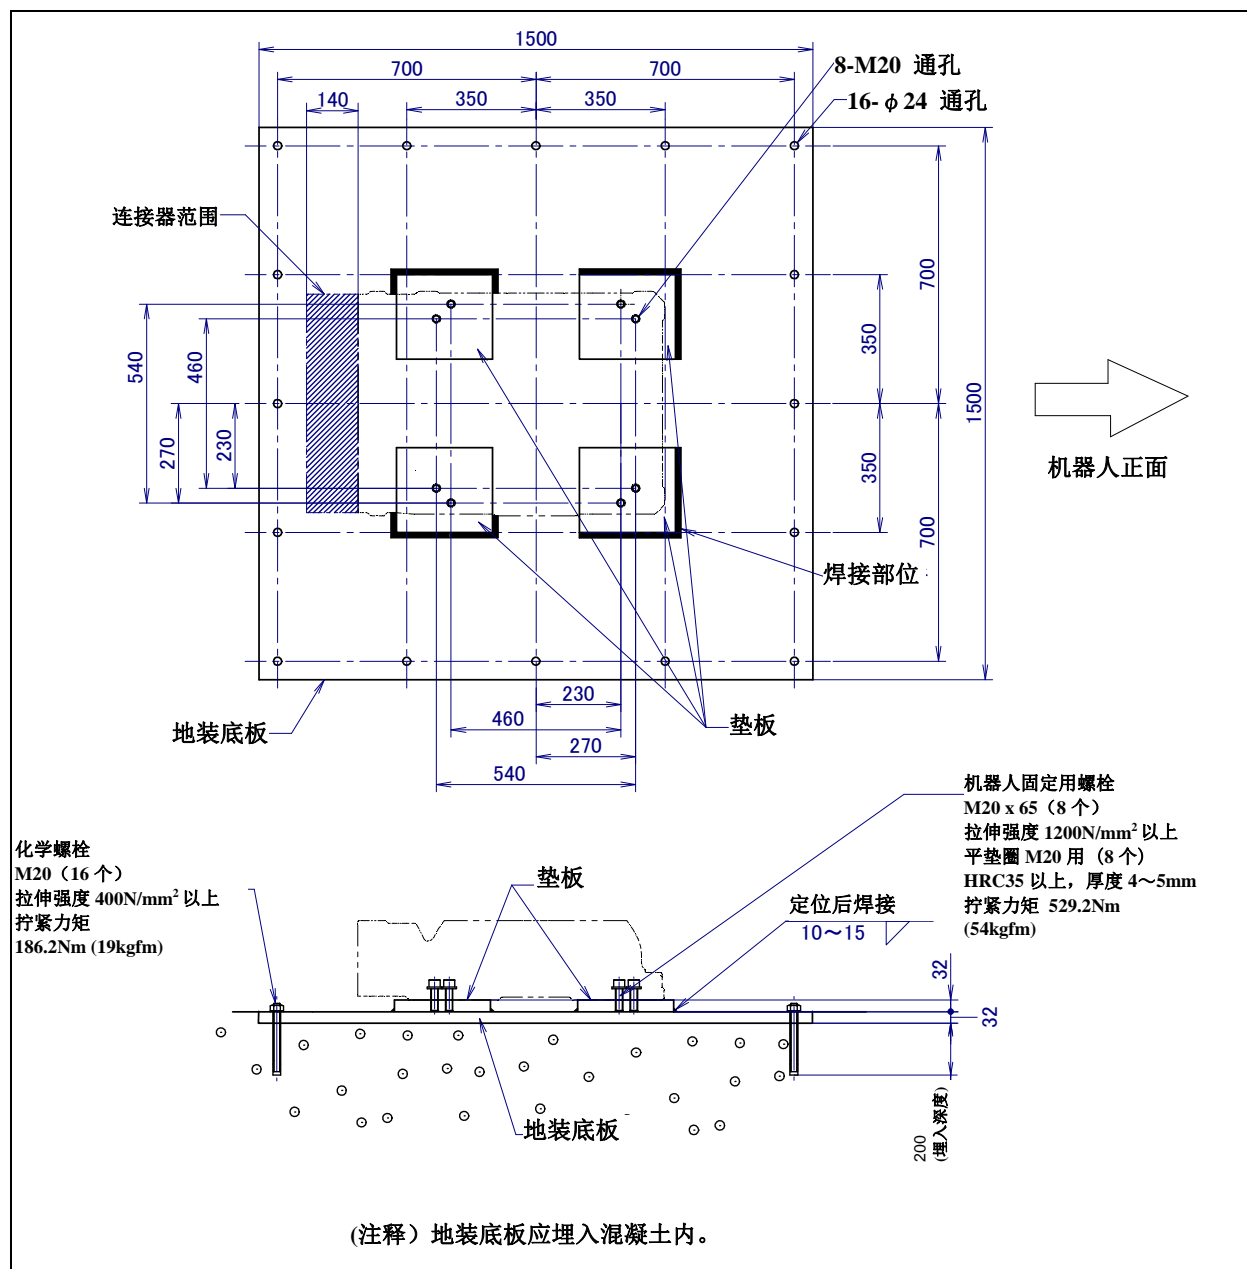 1500
700
700
8-M20 通孔
140
350
350
16-φ24 通孔
连接器范围
700
350
540
460
1500
270
230
350
机器人正面
700
焊接部位
230
地装底板
460
垫板
270
540
机器人固定用螺栓
M20 x 65（8 个）
拉伸强度 1200N/mm² 以上
平垫圈 M20 用（8 个）
HRC35 以上，厚度 4～5mm
拧紧力矩 529.2Nm
(54kgfm)
化学螺栓
M20（16 个）
拉伸强度 400N/mm² 以上
拧紧力矩
186.2Nm (19kgfm)
垫板
定位后焊接
10～15
32
32
200
(埋入深度)
地装底板
(注释）地装底板应埋入混凝土内。